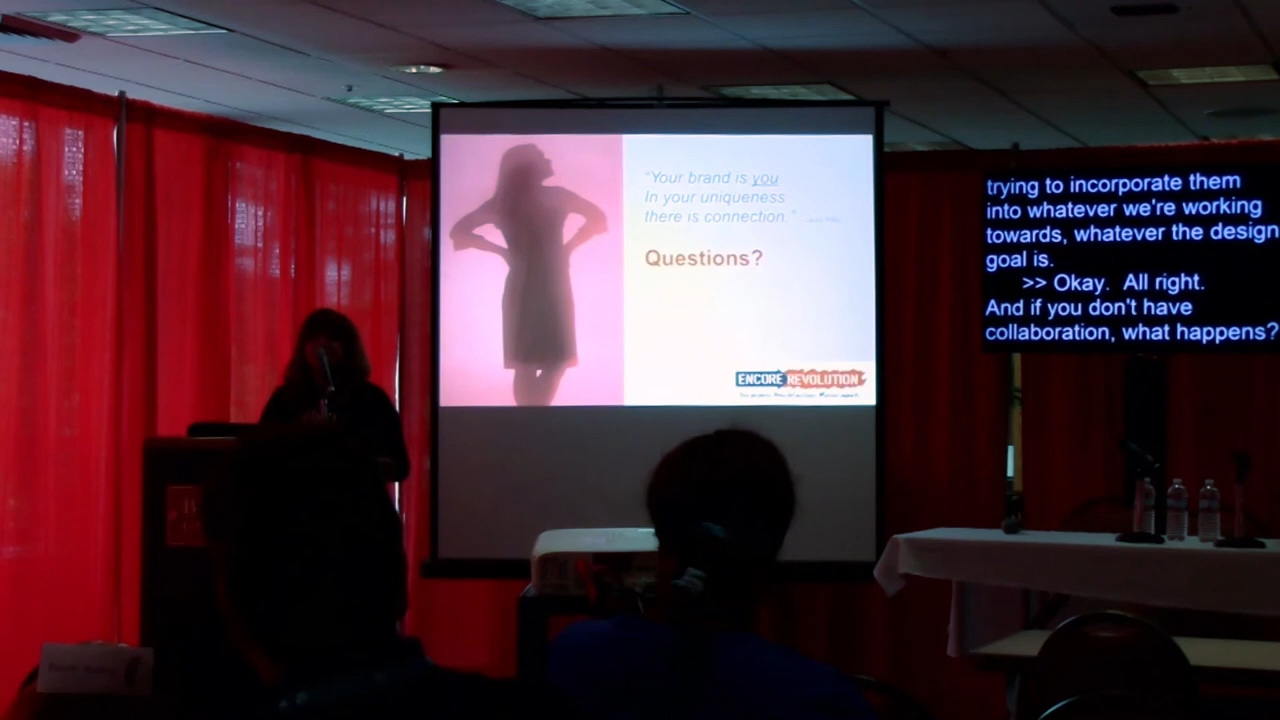 "Your brand is you
In your uniqueness
there is connection."
Questions?
ENCORE REVOLUTION
trying to incorporate them
into whatever we're working
towards, whatever the design
goal is.
>> Okay. All right.
And if you don't have
collaboration, what happens?